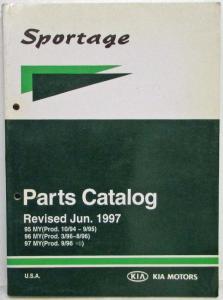 Sportage
Parts Catalog
Revised Jun. 1997
95 MY(Prod. 10/94 ~ 9/95)
96 MY(Prod. 3/96~8/96)
97 MY(Prod. 9/96 )
U.S.A.
KIA KIA MOTORS